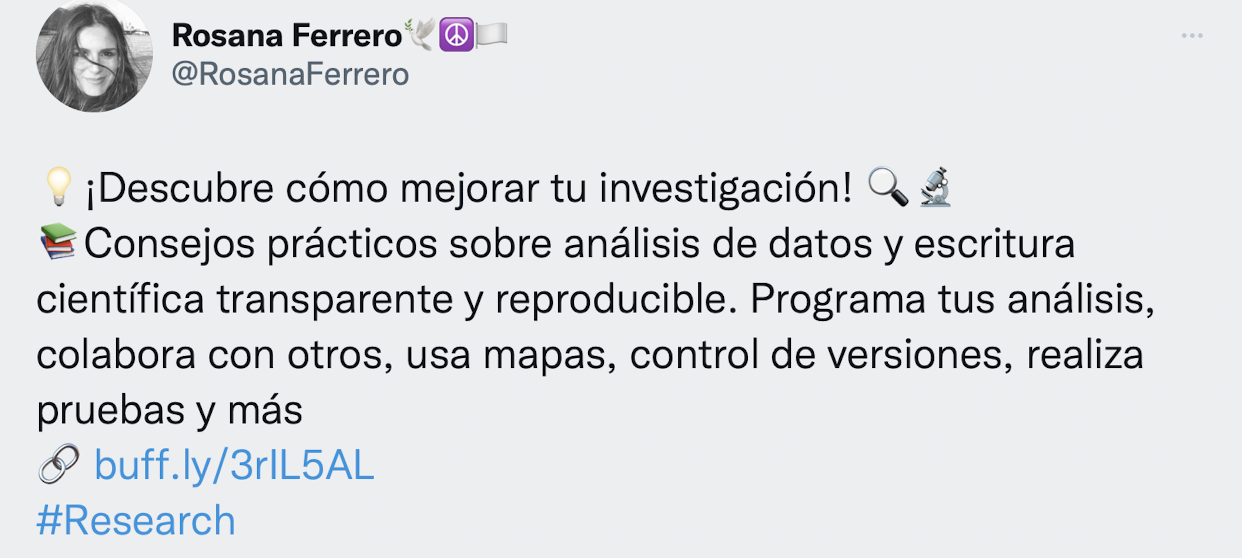 Rosana Ferrero🕊️☮️🏳️
@RosanaFerrero
💡¡Descubre cómo mejorar tu investigación! 🔍🔬
📚Consejos prácticos sobre análisis de datos y escritura
científica transparente y reproducible. Programa tus análisis,
colabora con otros, usa mapas, control de versiones, realiza
pruebas y más
🔗 buff.ly/3rIL5AL
#Research